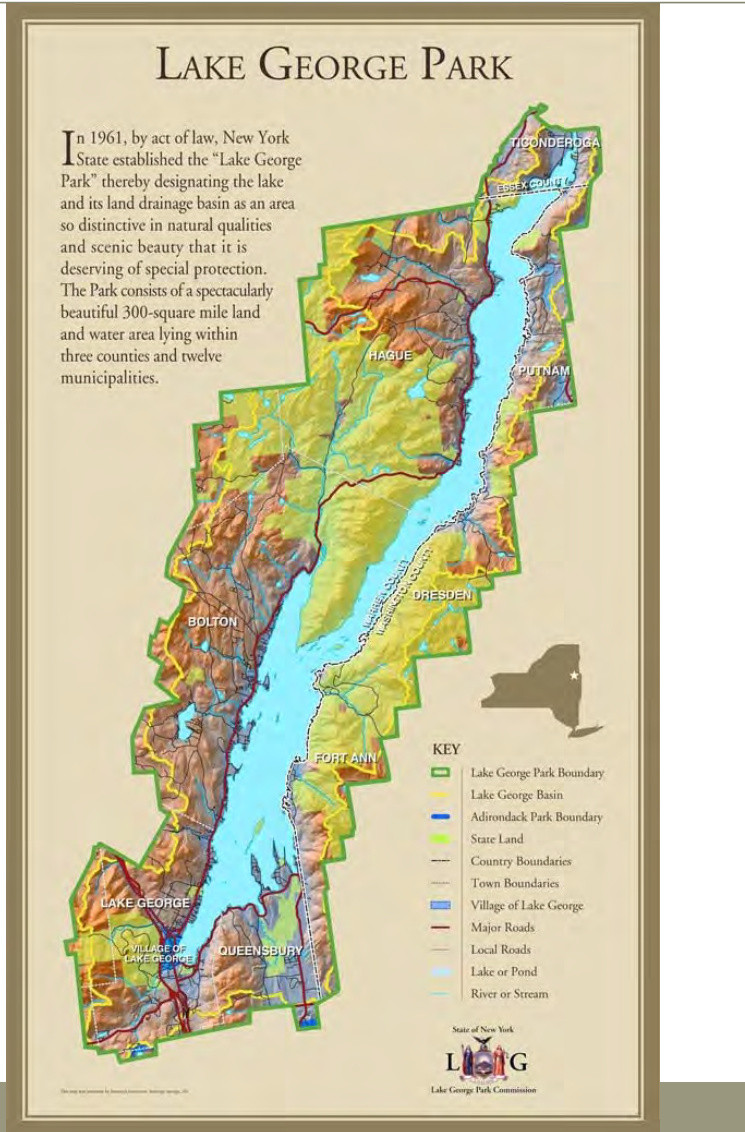 LAKE GEORGE PARK
In 1961, by act of law, New York
State established the “Lake George
Park” thereby designating the lake
and its land drainage basin as an area
so distinctive in natural qualities
and scenic beauty that it is
deserving of special protection.
The Park consists of a spectacularly
beautiful 300-square mile land
and water area lying within
three counties and twelve
municipalities.
TICONDEROGA
ESSEX COUNTY
HAGUE
PUTNAM
WARREN COUNTY
WASHINGTON COUNTY
DRESDEN
BOLTON
FORT ANN
LAKE GEORGE
VILLAGE OF
LAKE GEORGE
QUEENSBURY
KEY
Lake George Park Boundary
Lake George Basin
Adirondack Park Boundary
State Land
Country Boundaries
Town Boundaries
Village of Lake George
Major Roads
Local Roads
Lake or Pond
River or Stream
State of New York
L G
Lake George Park Commission